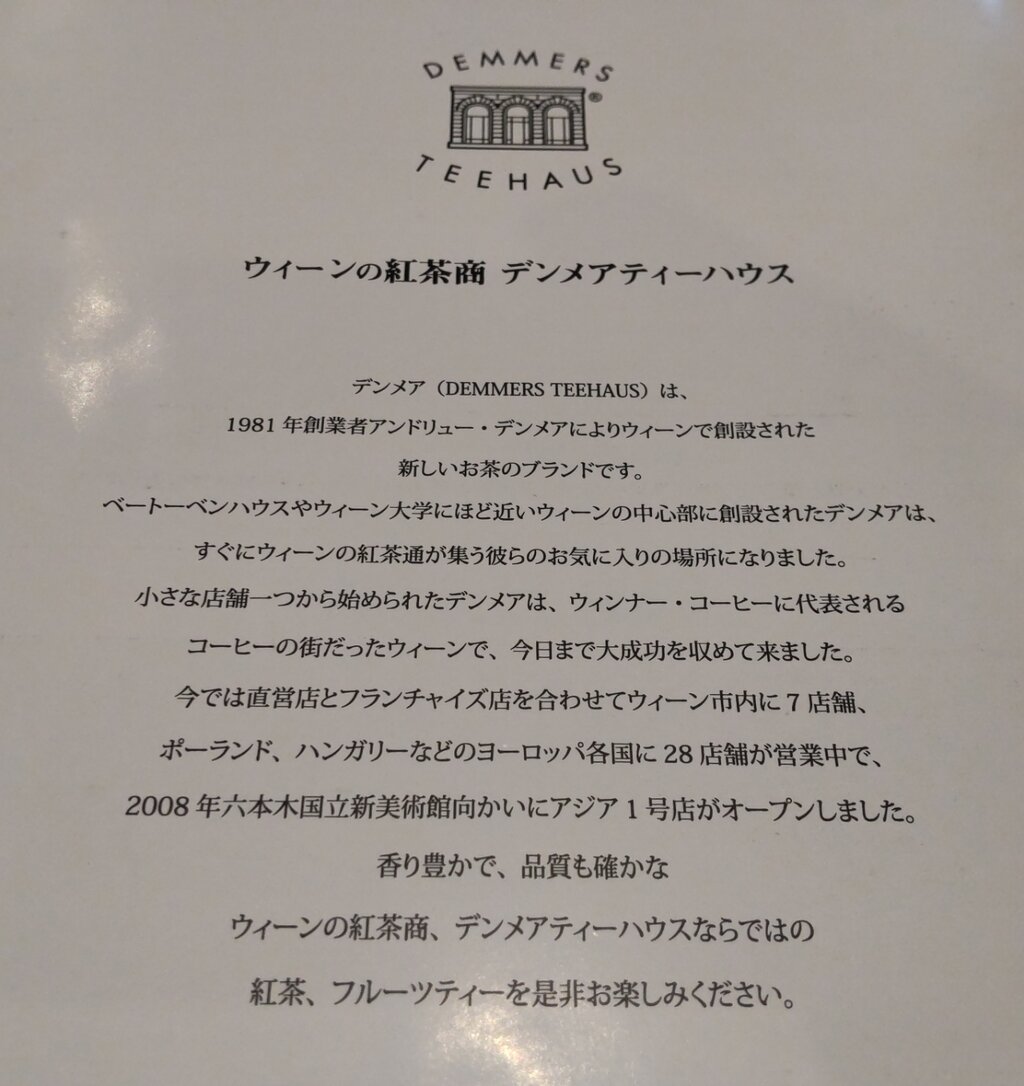 DEMMERS
®
TEEHAUS
ウィーンの紅茶商 デンメアティーハウス
デンメア（DEMMERS TEEHAUS）は、
1981 年創業者アンドリュー・デンメアによりウィーンで創設された
新しいお茶のブランドです。
ベートーベンハウスやウィーン大学にほど近いウィーンの中心部に創設されたデンメアは、
すぐにウィーンの紅茶通が集う彼らのお気に入りの場所になりました。
小さな店舗一つから始められたデンメアは、ウィンナー・コーヒーに代表される
コーヒーの街だったウィーンで、今日まで大成功を収めて来ました。
今では直営店とフランチャイズ店を合わせてウィーン市内に 7 店舗、
ポーランド、ハンガリーなどのヨーロッパ各国に 28 店舗が営業中で、
2008 年六本木国立新美術館向かいにアジア 1 号店がオープンしました。
香り豊かで、品質も確かな
ウィーンの紅茶商、デンメアティーハウスならではの
紅茶、フルーツティーを是非お楽しみください。